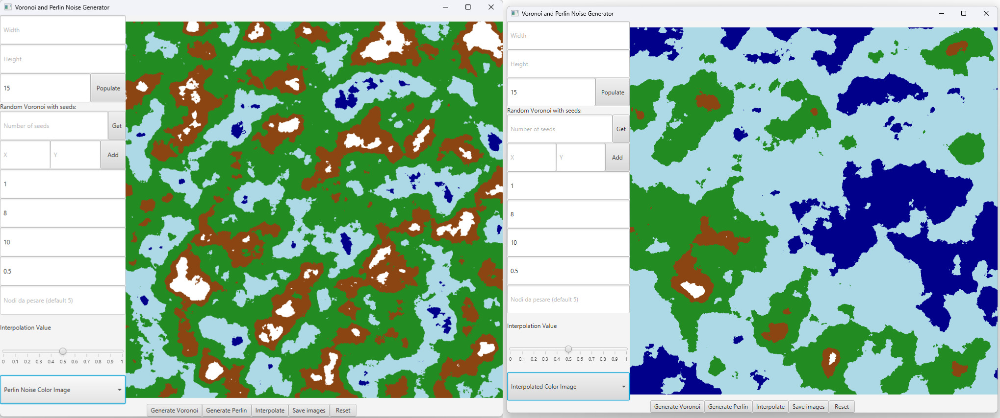 Voronoi and Perlin Noise Generator
Width
Height
15
Populate
Random Voronoi with seeds:
Number of seeds
Get
X
Y
Add
1
8
10
0.5
Nodi da pesare (default 5)
Interpolation Value
0 0.1 0.2 0.3 0.4 0.5 0.6 0.7 0.8 0.9 1
Perlin Noise Color Image
Generate Voronoi
Generate Perlin
Interpolate
Save images
Reset
Voronoi and Perlin Noise Generator
Width
Height
15
Populate
Random Voronoi with seeds:
Number of seeds
Get
X
Y
Add
1
8
10
0.5
Nodi da pesare (default 5)
Interpolation Value
0 0.1 0.2 0.3 0.4 0.5 0.6 0.7 0.8 0.9 1
Interpolated Color Image
Generate Voronoi
Generate Perlin
Interpolate
Save images
Reset